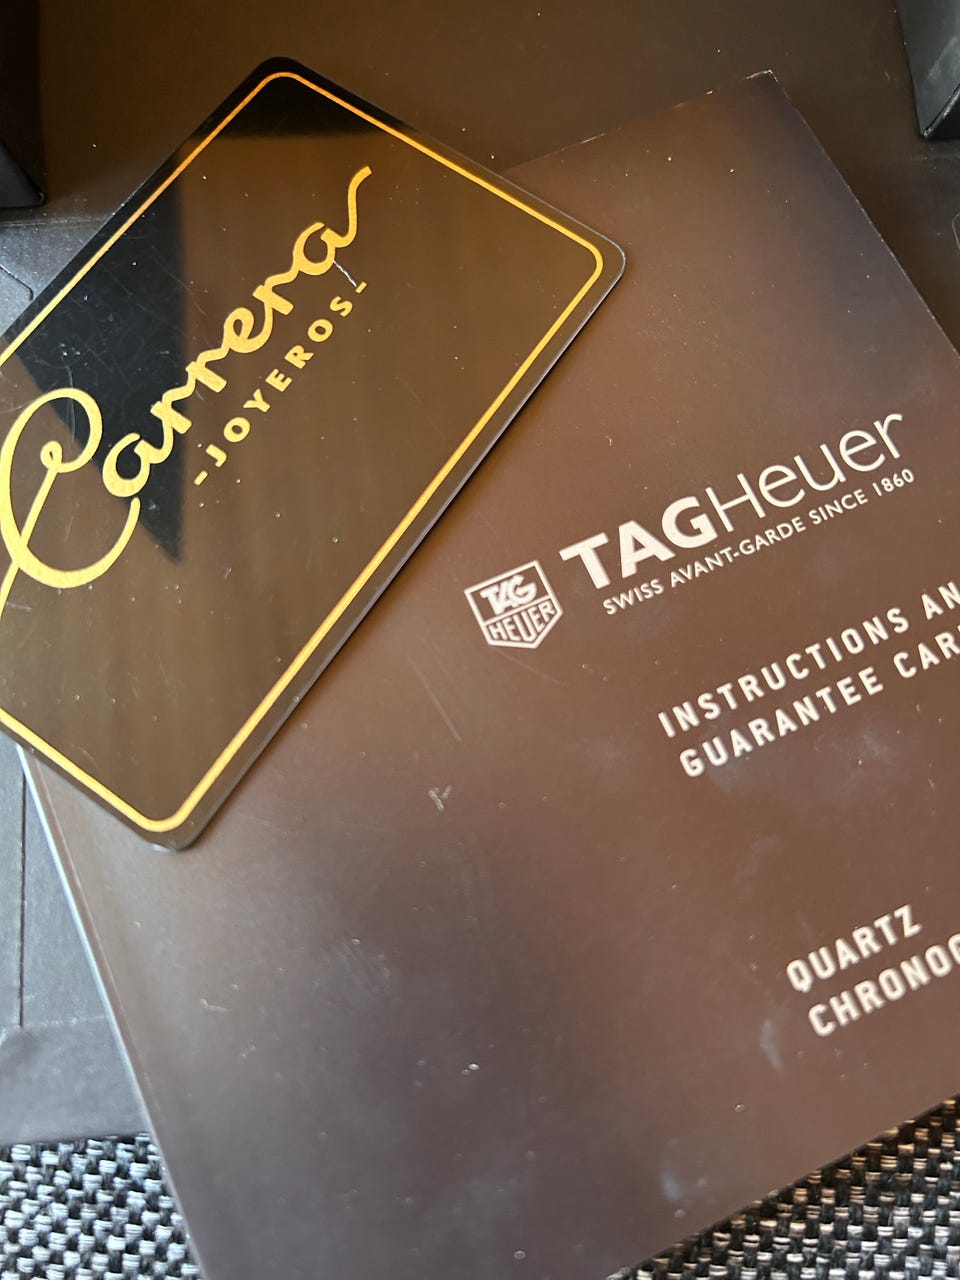 Carrera
-JOYEROS-
TAG
HEUER
TAGHeuer
SWISS AVANT-GARDE SINCE 1860
INSTRUCTIONS AN
GUARANTEE CAR
QUARTZ
CHRONOG